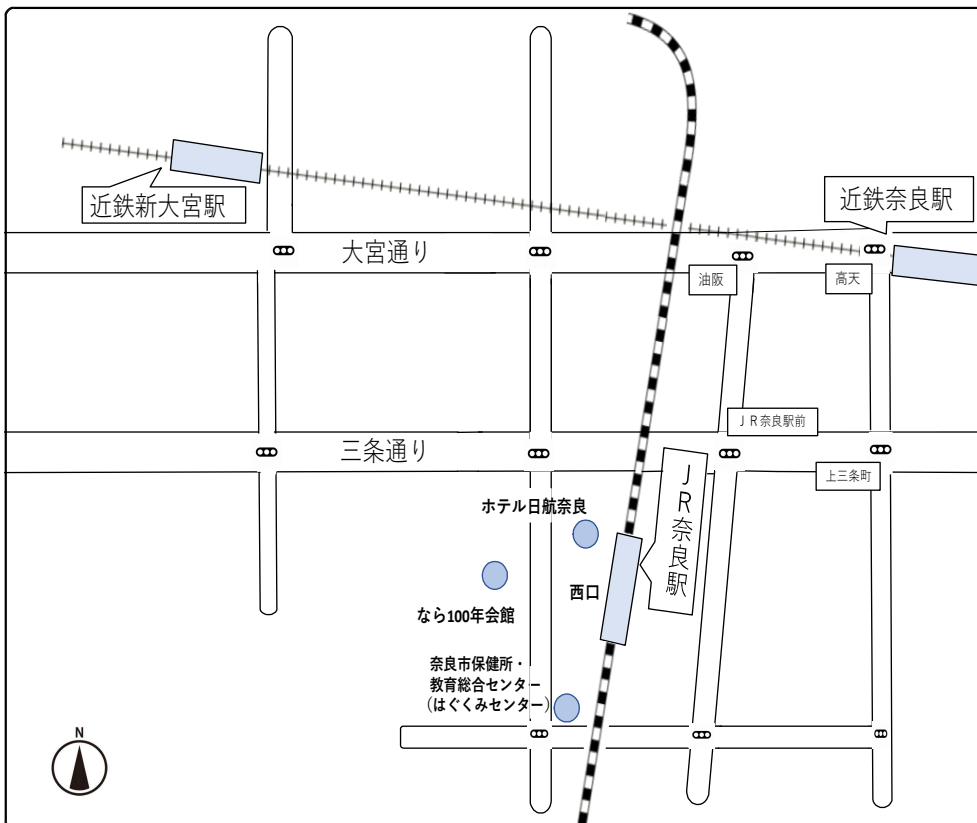 近鉄新大宮駅
近鉄奈良駅
大宮通り
油阪
高天
JR奈良駅前
三条通り
上三条町
ホテル日航奈良
JR奈良駅
西口
なら100年会館
奈良市保健所・
教育総合センター
(はぐくみセンター)
N